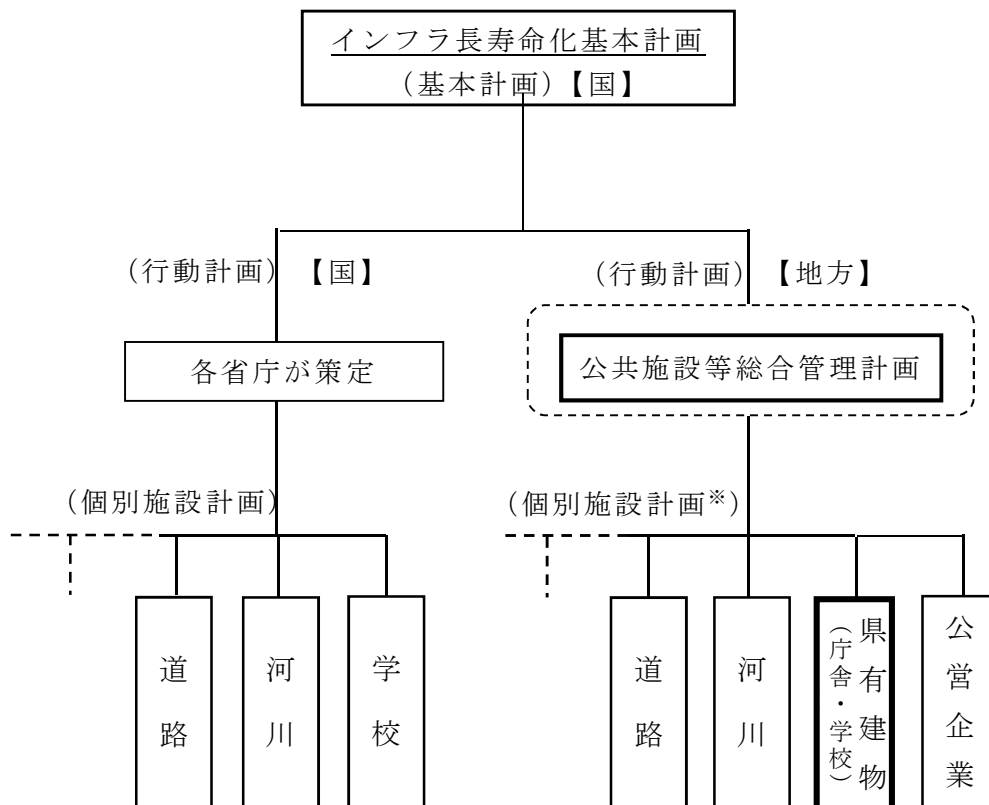 インフラ長寿命化基本計画
(基本計画)【国】
(行動計画)【国】
(行動計画)【地方】
各省庁が策定
公共施設等総合管理計画
(個別施設計画)
(個別施設計画※)
道路
河川
学校
道路
河川
県有建物
(庁舎・学校)
公営企業